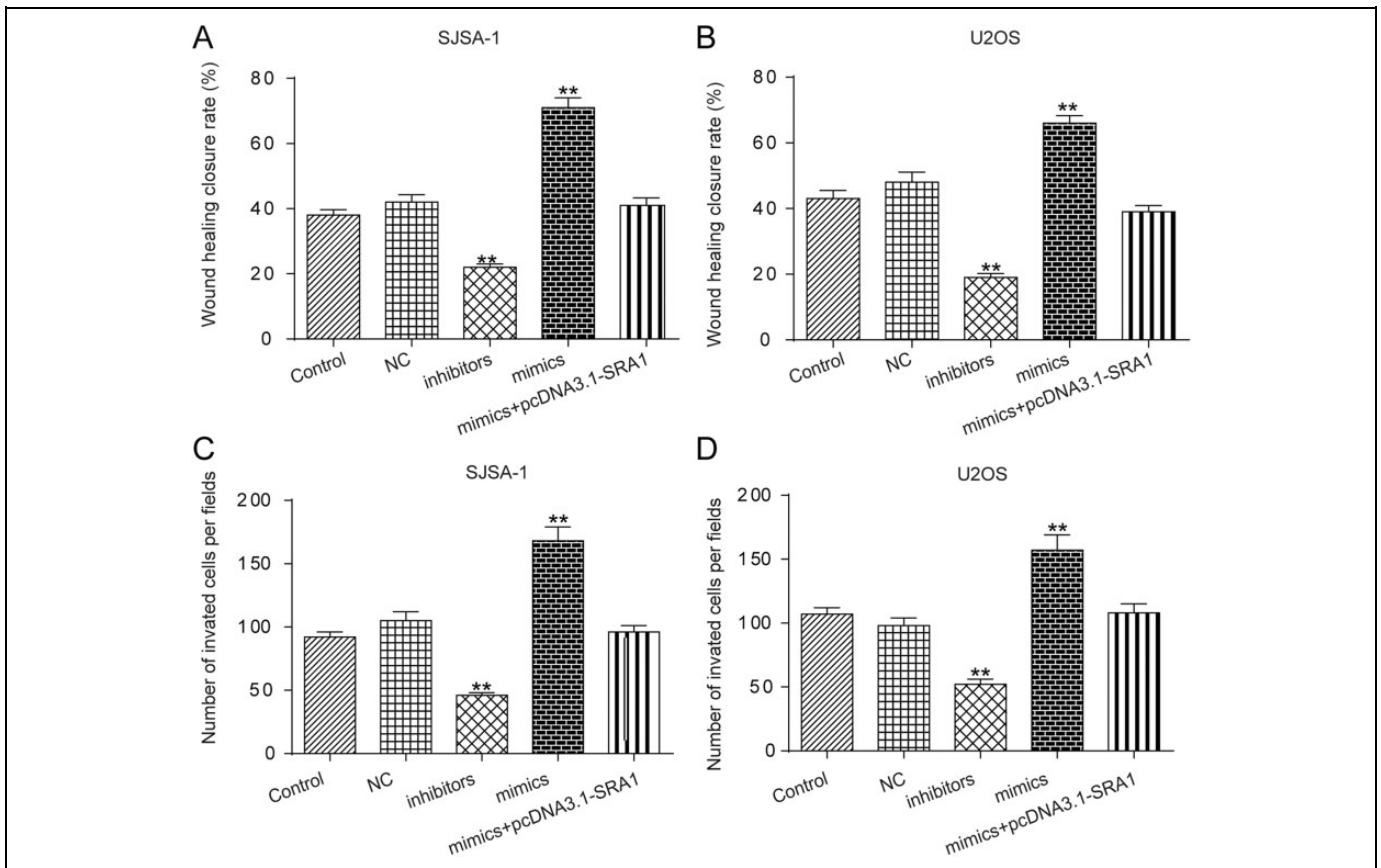 A
SJSA-1
Wound healing closure rate (%)
80
60
40
20
0
**
**
Control
NC
inhibitors
mimics
mimics+pcDNA3.1-SRA1
B
U2OS
Wound healing closure rate (%)
80
60
40
20
0
**
**
Control
NC
inhibitors
mimics
mimics+pcDNA3.1-SRA1
C
SJSA-1
Number of invated cells per fields
200
150
100
50
0
**
**
Control
NC
inhibitors
mimics
mimics+pcDNA3.1-SRA1
D
U2OS
Number of invated cells per fields
200
150
100
50
0
**
**
Control
NC
inhibitors
mimics
mimics+pcDNA3.1-SRA1